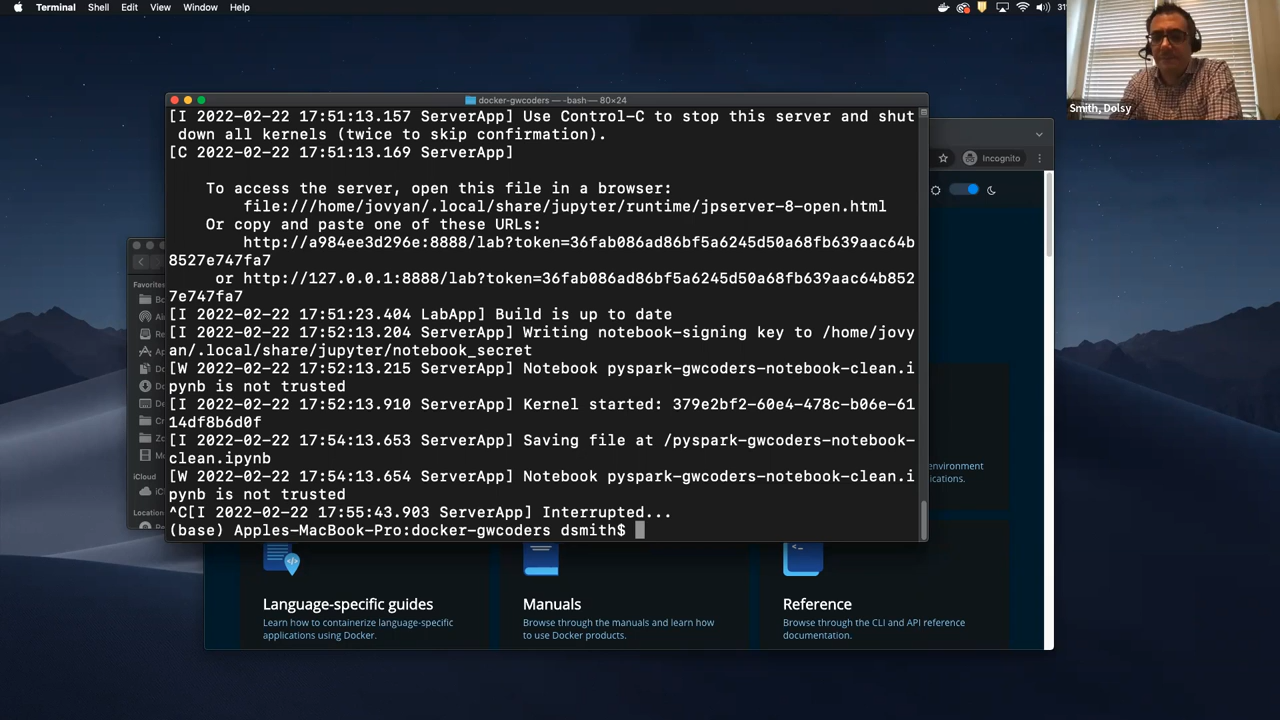 Terminal Shell Edit View Window Help
Smith, Dolsy
docker-gwcoders — -bash — 80×24
[I 2022-02-22 17:51:13.157 ServerApp] Use Control-C to stop this server and shut
down all kernels (twice to skip confirmation).
[C 2022-02-22 17:51:13.169 ServerApp]
To access the server, open this file in a browser:
file:///home/jovyan/.local/share/jupyter/runtime/jpserver-8-open.html
Or copy and paste one of these URLs:
http://a984ee3d296e:8888/lab?token=36fab086ad86bf5a6245d50a68fb639aac64b
8527e747fa7
or http://127.0.0.1:8888/lab?token=36fab086ad86bf5a6245d50a68fb639aac64b852
7e747fa7
[I 2022-02-22 17:51:23.404 LabApp] Build is up to date
[I 2022-02-22 17:52:13.204 ServerApp] Writing notebook-signing key to /home/jovy
an/.local/share/jupyter/notebook_secret
[W 2022-02-22 17:52:13.215 ServerApp] Notebook pyspark-gwcoders-notebook-clean.i
pynb is not trusted
[I 2022-02-22 17:52:13.910 ServerApp] Kernel started: 379e2bf2-60e4-478c-b06e-61
14df8b6d0f
[I 2022-02-22 17:54:13.653 ServerApp] Saving file at /pyspark-gwcoders-notebook-
clean.ipynb
[W 2022-02-22 17:54:13.654 ServerApp] Notebook pyspark-gwcoders-notebook-clean.i
pynb is not trusted
^C[I 2022-02-22 17:55:43.903 ServerApp] Interrupted...
(base) Apples-MacBook-Pro:docker-gwcoders dsmith$
Incognito
Favorites
iCloud
environment
Language-specific guides
Learn how to containerize language-specific
applications using Docker.
Manuals
Browse through the manuals and learn how
to use Docker products.
Reference
Browse through the CLI and API reference
documentation.